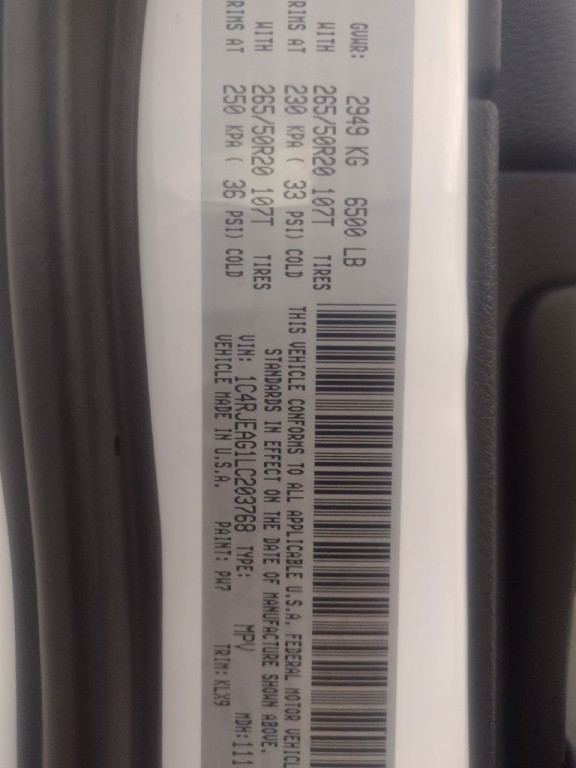 GVWR: 2949 KG 6500 LB
WITH 265/50R20 107T TIRES
RIMS AT 230 KPA ( 33 PSI) COLD
WITH 265/50R20 107T TIRES
RIMS AT 250 KPA ( 36 PSI) COLD
THIS VEHICLE CONFORMS TO ALL APPLICABLE U.S.A. FEDERAL MOTOR VEHICL
STANDARDS IN EFFECT ON THE DATE OF MANUFACTURE SHOWN ABOVE.
VIN: 1C4RJEAG1LC203768 TYPE: MPV
VEHICLE MADE IN U.S.A. PAINT: PW7 TRIM: KLX9 MDH:111